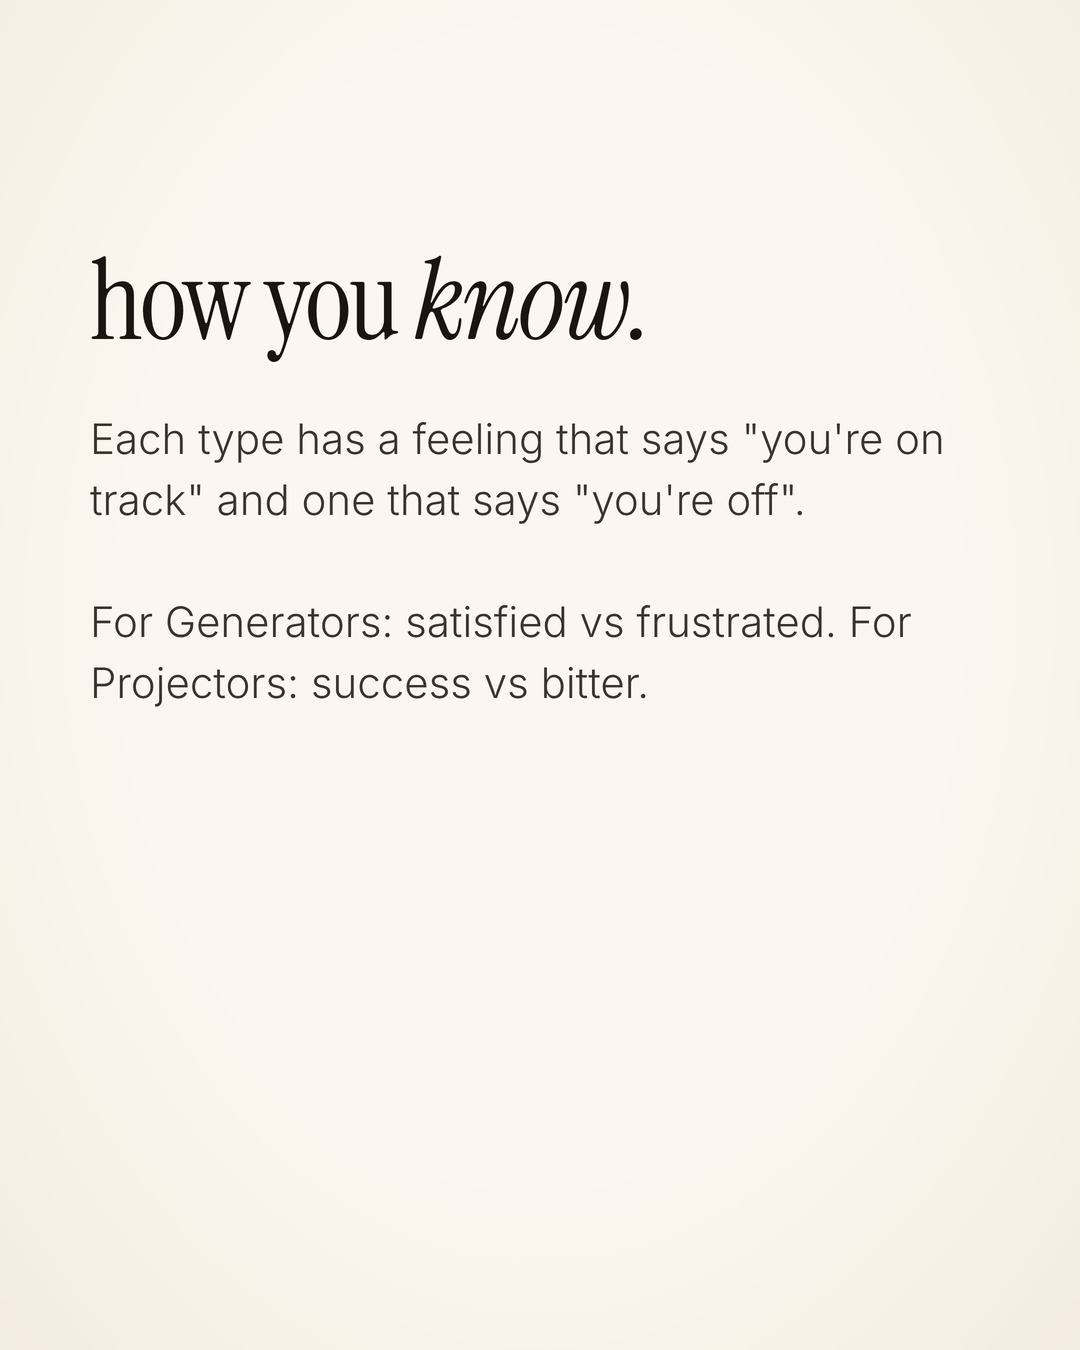 how you know.
Each type has a feeling that says "you're on
track" and one that says "you're off".
For Generators: satisfied vs frustrated. For
Projectors: success vs bitter.